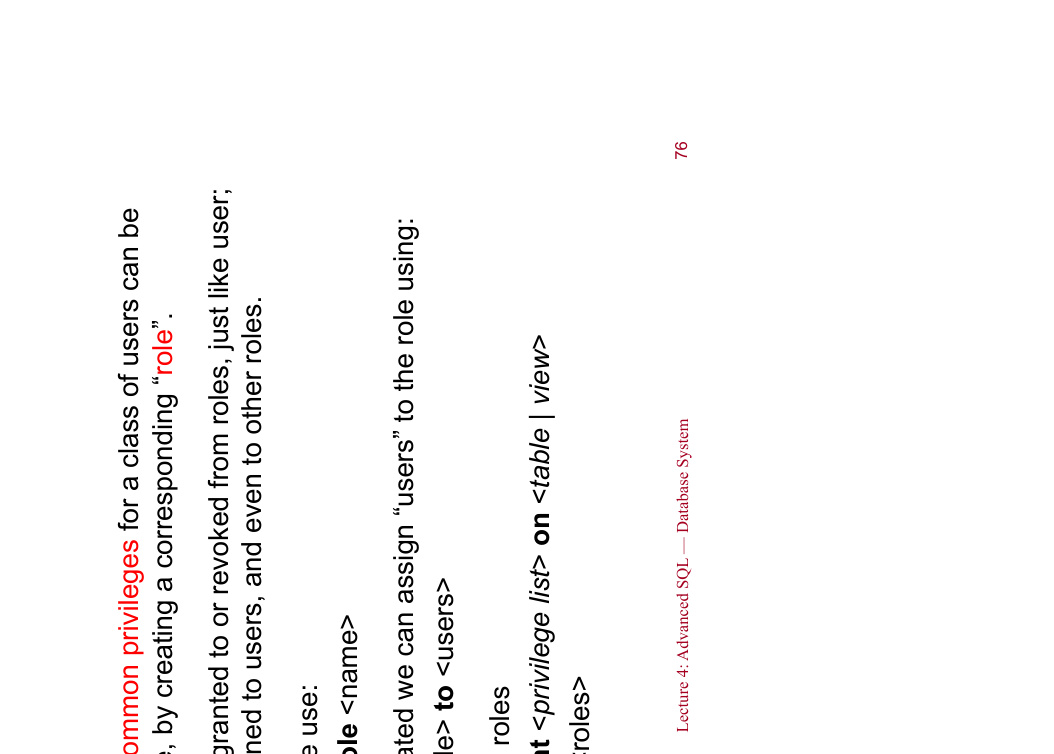 ommon privileges for a class of users can be
, by creating a corresponding “role”.
granted to or revoked from roles, just like user;
ned to users, and even to other roles.
e use:
ole <name>
ated we can assign “users” to the role using:
le> to <users>
roles
nt <privilege list> on <table | view>
roles>
Lecture 4: Advanced SQL — Database System
76